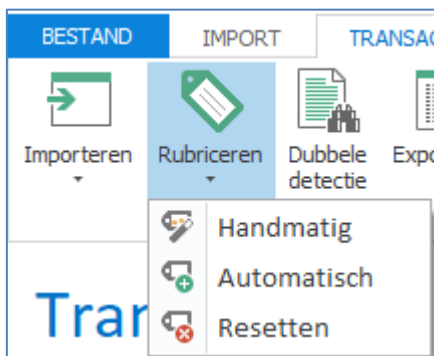 BESTAND IMPORT TRANSAC
Importeren Rubriceren Dubbele detectie Expo
Handmatig
Automatisch
Resetten
Tran